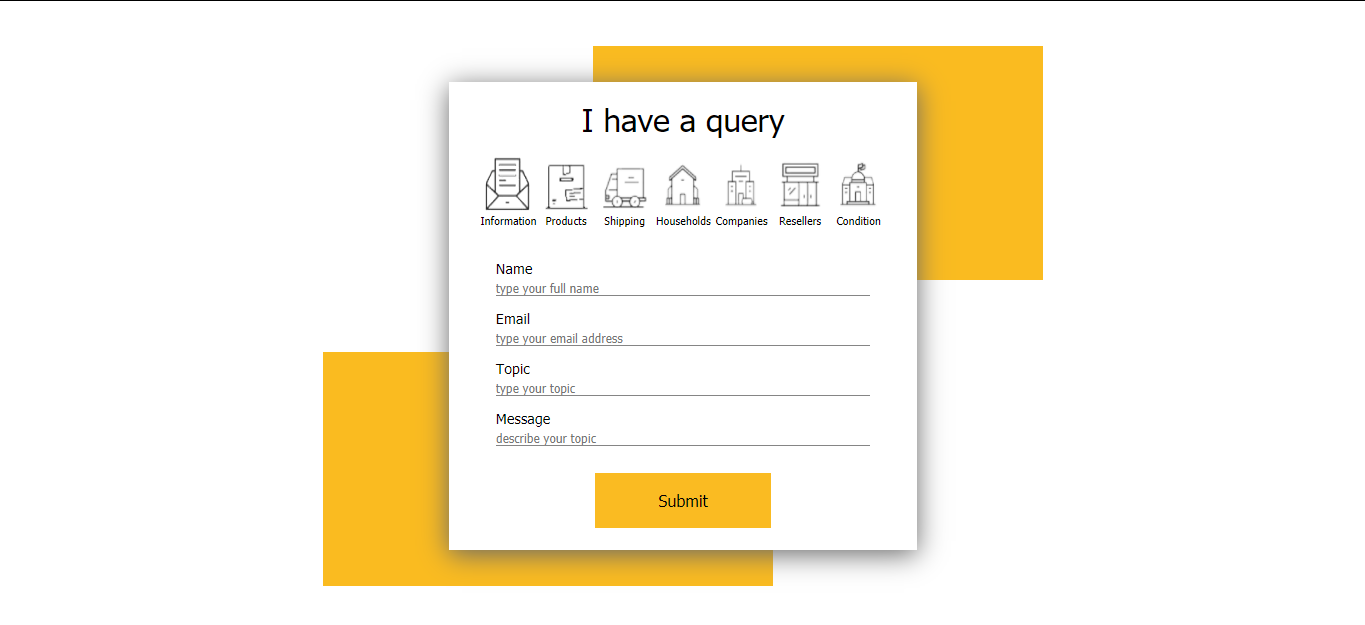 I have a query
Information Products Shipping Households Companies Resellers Condition
Name
type your full name
Email
type your email address
Topic
type your topic
Message
describe your topic
Submit